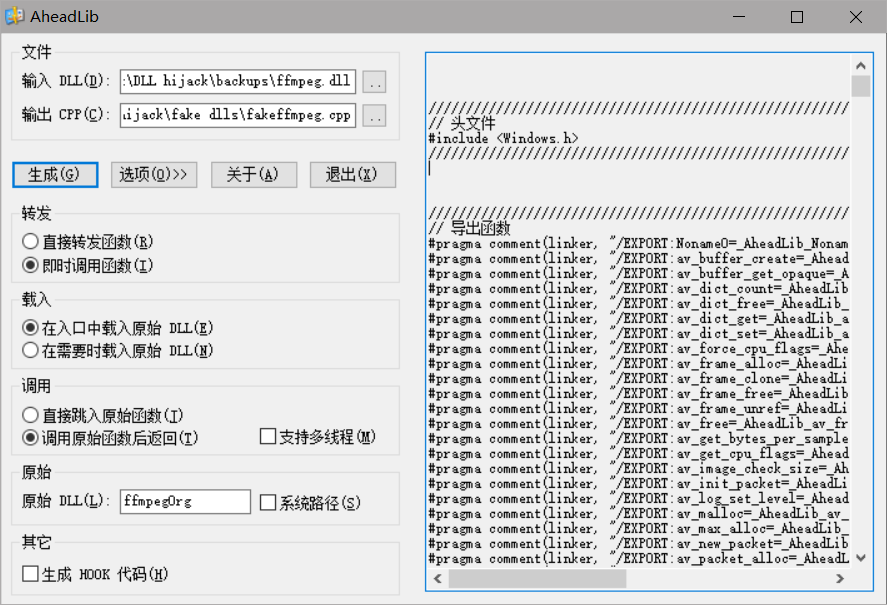 AheadLib
文件
输入 DLL(D): :\DLL hijack\backups\ffmpeg.dll ..
输出 CPP(C): ijack\fake dlls\fakeffmpeg.cpp ..
生成(G) 选项(O)>> 关于(A) 退出(X)
转发
直接转发函数(R)
即时调用函数(I)
载入
在入口中载入原始 DLL(E)
在需要时载入原始 DLL(N)
调用
直接跳入原始函数(J)
调用原始函数后返回(T) 支持多线程(M)
原始
原始 DLL(L): ffmpegOrg 系统路径(S)
其它
生成 HOOK 代码(H)
////////////////////////////////////////////////////////
// 头文件
#include <Windows.h>
////////////////////////////////////////////////////////
////////////////////////////////////////////////////////
// 导出函数
#pragma comment(linker, "/EXPORT:Noname0=_AheadLib_Nonam
#pragma comment(linker, "/EXPORT:av_buffer_create=_Ahead
#pragma comment(linker, "/EXPORT:av_buffer_get_opaque=_A
#pragma comment(linker, "/EXPORT:av_dict_count=_AheadLib
#pragma comment(linker, "/EXPORT:av_dict_free=_AheadLib_
#pragma comment(linker, "/EXPORT:av_dict_get=_AheadLib_a
#pragma comment(linker, "/EXPORT:av_dict_set=_AheadLib_a
#pragma comment(linker, "/EXPORT:av_force_cpu_flags=_Ahe
#pragma comment(linker, "/EXPORT:av_frame_alloc=_AheadLi
#pragma comment(linker, "/EXPORT:av_frame_clone=_AheadLi
#pragma comment(linker, "/EXPORT:av_frame_free=_AheadLib
#pragma comment(linker, "/EXPORT:av_frame_unref=_AheadLi
#pragma comment(linker, "/EXPORT:av_free=_AheadLib_av_fr
#pragma comment(linker, "/EXPORT:av_get_bytes_per_sample
#pragma comment(linker, "/EXPORT:av_get_cpu_flags=_Ahead
#pragma comment(linker, "/EXPORT:av_image_check_size=_Ah
#pragma comment(linker, "/EXPORT:av_init_packet=_AheadLi
#pragma comment(linker, "/EXPORT:av_log_set_level=_Ahead
#pragma comment(linker, "/EXPORT:av_malloc=_AheadLib_av_
#pragma comment(linker, "/EXPORT:av_max_alloc=_AheadLib_
#pragma comment(linker, "/EXPORT:av_new_packet=_AheadLib
#pragma comment(linker, "/EXPORT:av_packet_alloc=_AheadL